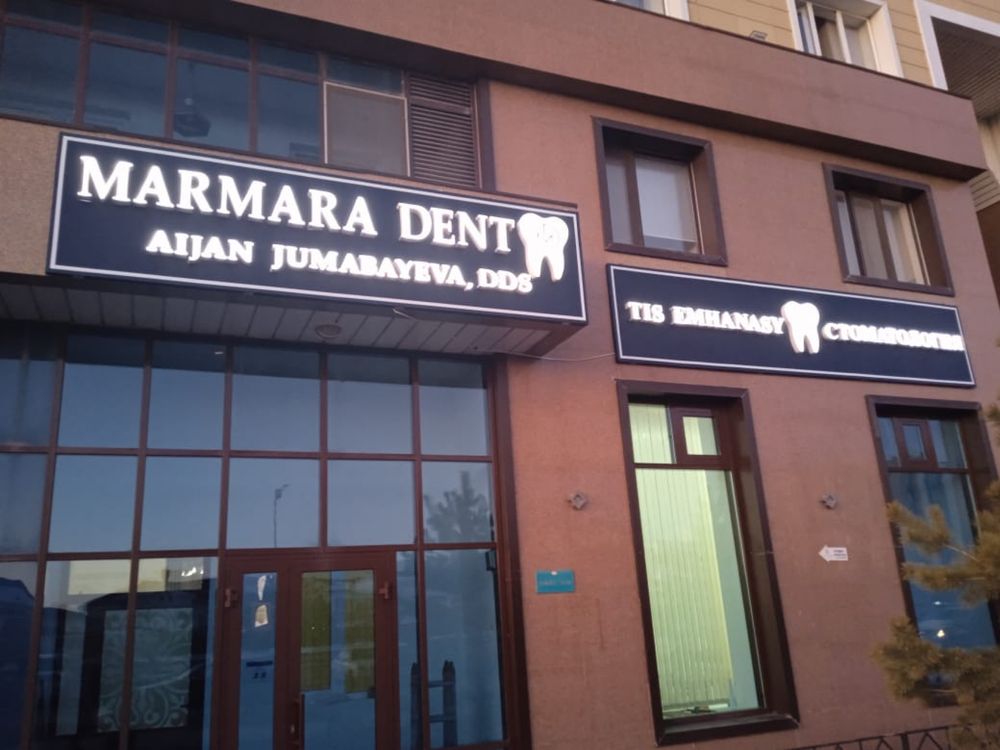 MARMARA DENT
AIJAN JUMABAYEVA, DDS
TIS EMHANASY СТОМАТОЛОГИЯ